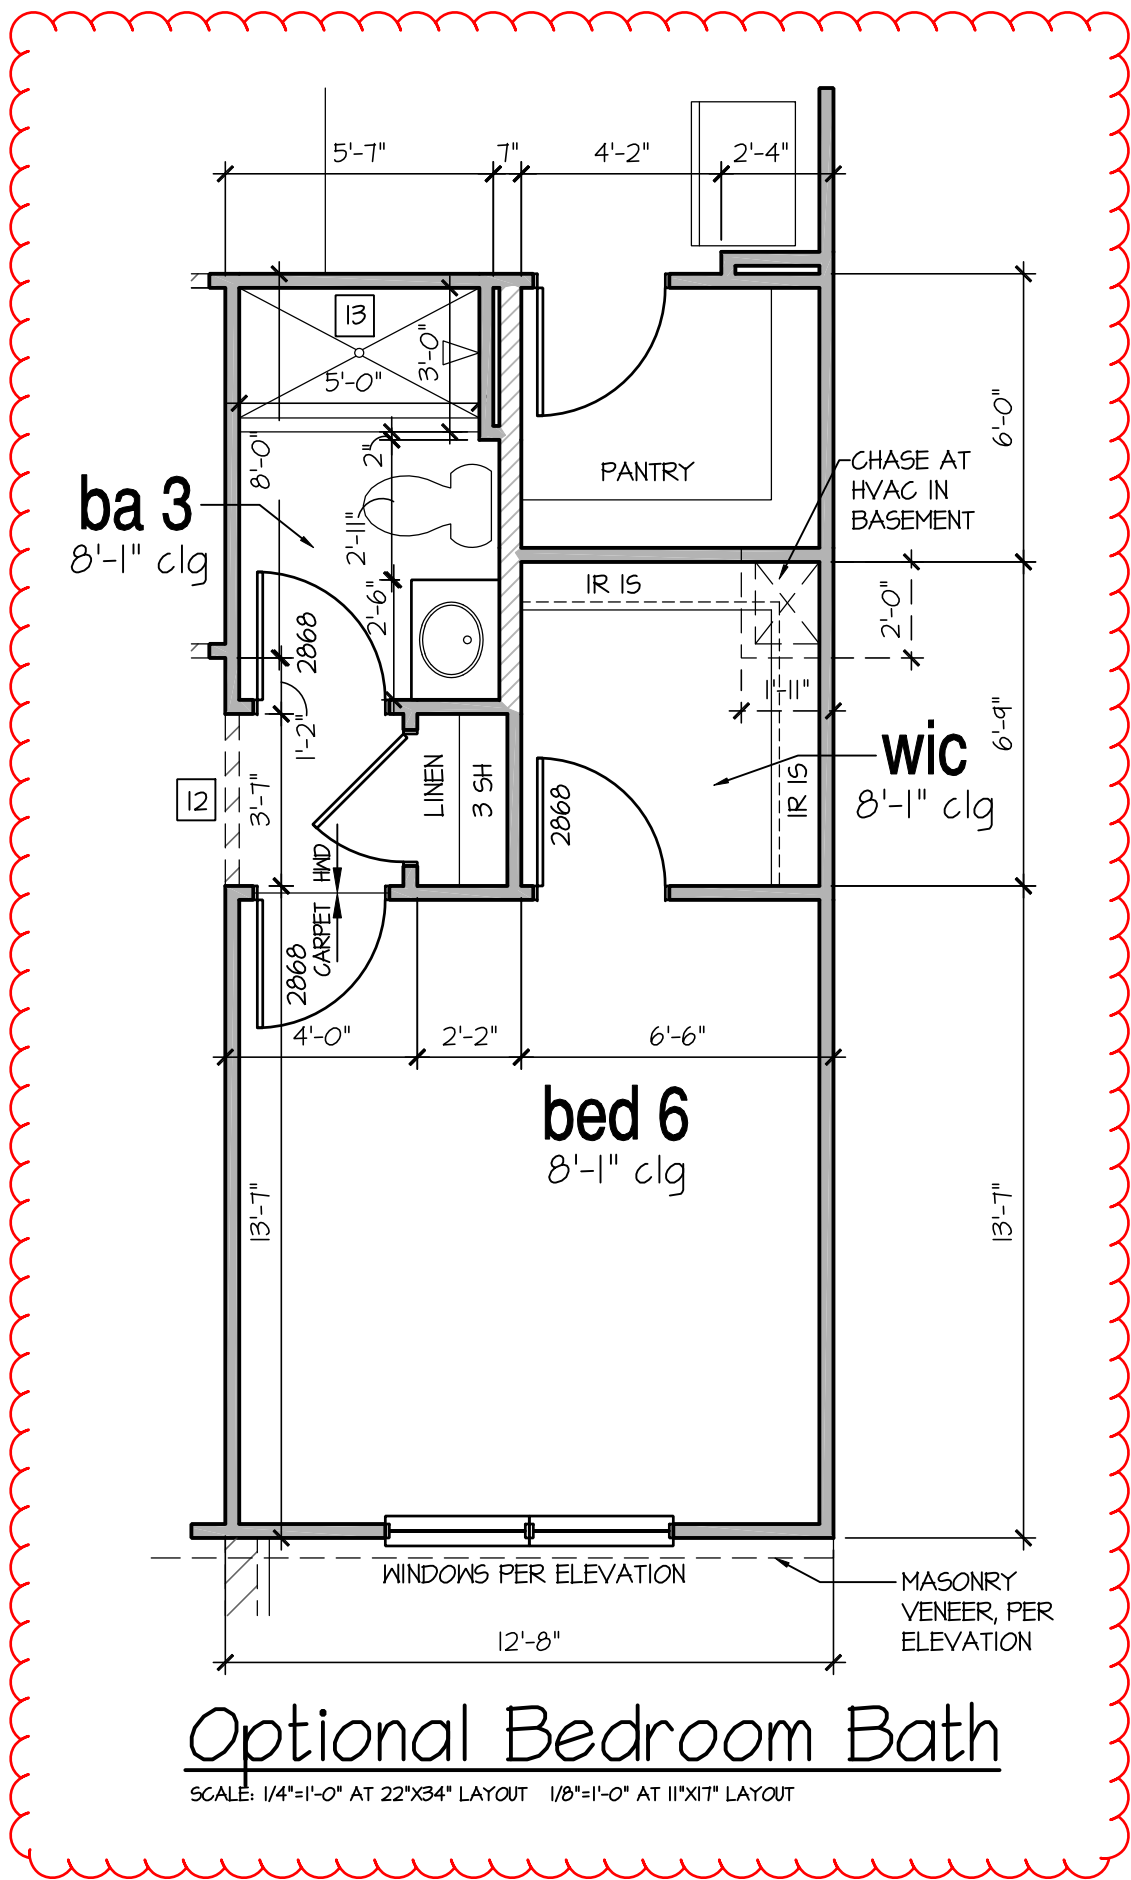 5'-7"
7"
4'-2"
2'-4"
13
3'-0"
5'-0"
8'-0"
2"
6'-0"
PANTRY
CHASE AT
HVAC IN
BASEMENT
ba 3
8'-1" clg
2'-11"
1R 1S
2'-6"
2868
2'-0"
1'-11"
1'-2"
6'-9"
wic
8'-1" clg
12
3'-7"
LINEN
3 SH
2868
1R 1S
HWD
CARPET
2868
4'-0"
2'-2"
6'-6"
bed 6
8'-1" clg
13'-7"
13'-7"
WINDOWS PER ELEVATION
MASONRY
VENEER, PER
ELEVATION
12'-8"
Optional Bedroom Bath
SCALE: 1/4"=1'-0" AT 22"X34" LAYOUT 1/8"=1'-0" AT 11"X17" LAYOUT